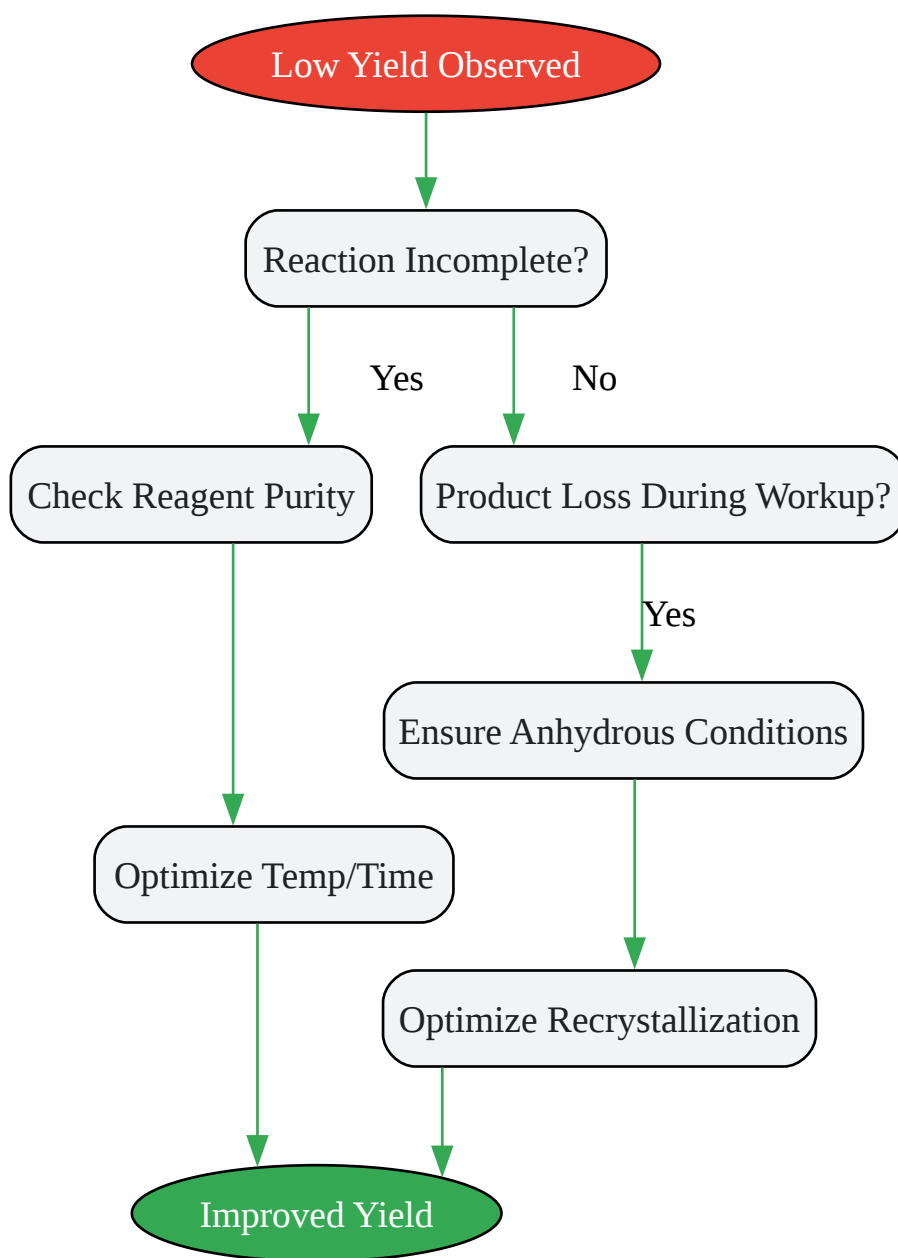 Low Yield Observed
Reaction Incomplete?
Yes
No
Check Reagent Purity
Product Loss During Workup?
Yes
Ensure Anhydrous Conditions
Optimize Temp/Time
Optimize Recrystallization
Improved Yield